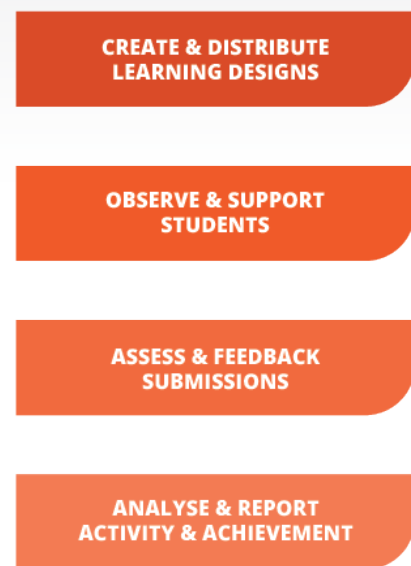 CREATE & DISTRIBUTE
LEARNING DESIGNS
OBSERVE & SUPPORT
STUDENTS
ASSESS & FEEDBACK
SUBMISSIONS
ANALYSE & REPORT
ACTIVITY & ACHIEVEMENT